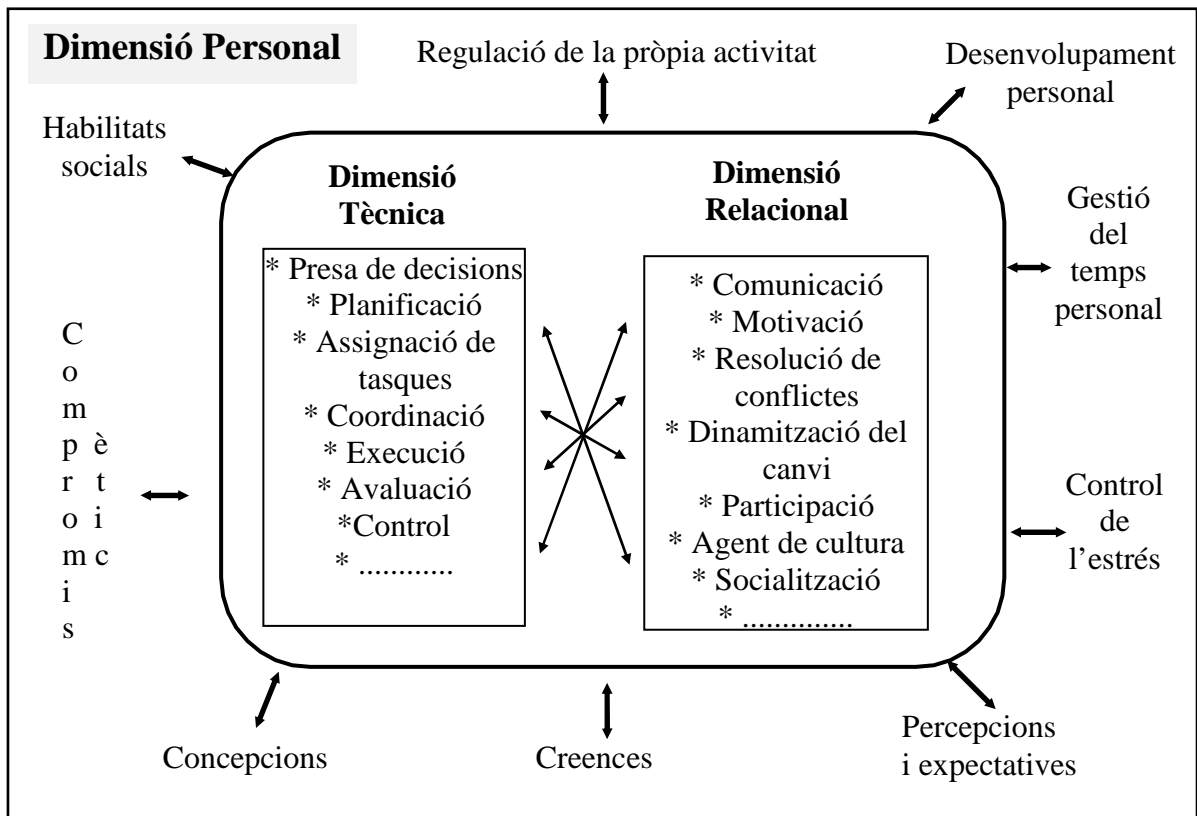 Dimensió Personal
Regulació de la pròpia activitat
Desenvolupament
personal
Habilitats
socials
Dimensió
Tècnica
Dimensió
Relacional
Gestió
del
temps
personal
* Presa de decisions
* Planificació
* Assignació de
tasques
* Coordinació
* Execució
* Avaluació
*Control
* ............
* Comunicació
* Motivació
* Resolució de
conflictes
* Dinamització del
canvi
* Participació
* Agent de cultura
* Socialització
* ..............
Compromís
ètic
Control
de
l’estrés
Concepcions
Creences
Percepcions
i expectatives